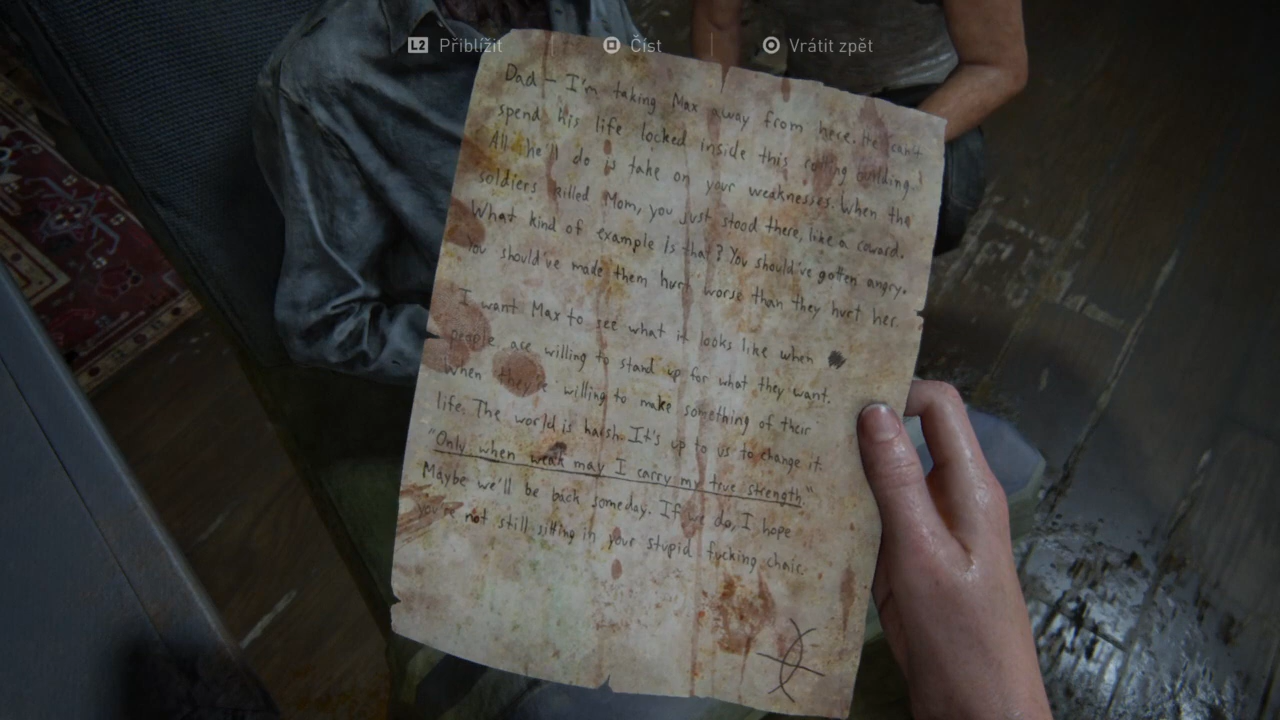 L2 Přiblížit Číst Vrátit zpět
Dad – I'm taking Max away from here. He can't
spend his life locked inside this rotting building.
All he'll do is take on your weaknesses. When the
soldiers killed Mom, you just stood there, like a coward.
What kind of example is that? You should've gotten angry.
You should've made them hurt worse than they hurt her.
I want Max to see what it looks like when
people are willing to stand up for what they want.
When they're willing to make something of their
life. The world is harsh. It's up to us to change it.
"Only when weak may I carry my true strength."
Maybe we'll be back someday. If we do, I hope
you're not still sitting in your stupid fucking chair.